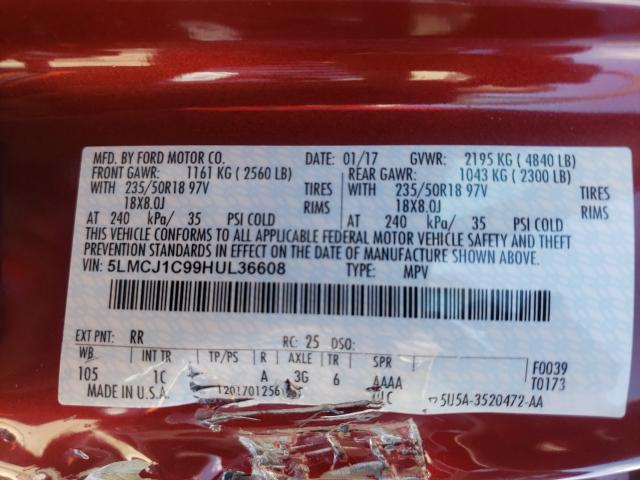 MFD. BY FORD MOTOR CO. DATE 01/17 GVWR: 2195 KG ( 4840 LB)
FRONT GAWR: 1161 KG ( 2560 LB) REAR GAWR: 1043 KG ( 2300 LB)
WITH 235/50R18 97V TIRES WITH 235/50R18 97V TIRES
18X8.0J RIMS 18X8.0J RIMS
AT 240 kPa/ 35 PSI COLD AT 240 kPa/ 35 PSI COLD
THIS VEHICLE CONFORMS TO ALL APPLICABLE FEDERAL MOTOR VEHICLE SAFETY AND THEFT
PREVENTION STANDARDS IN EFFECT ON THE DATE OF MANUFACTURE SHOWN ABOVE.
VIN: 5LMCJ1C99HUL36608 TYPE: MPV
EXT PNT: RR RC: 25 DSO:
WB INT TR TP/PS R AXLE TR SPR F0039
105 1C A 3G 6 AAAA T0173
MADE IN U.S.A. 5U5A-3520472-AA